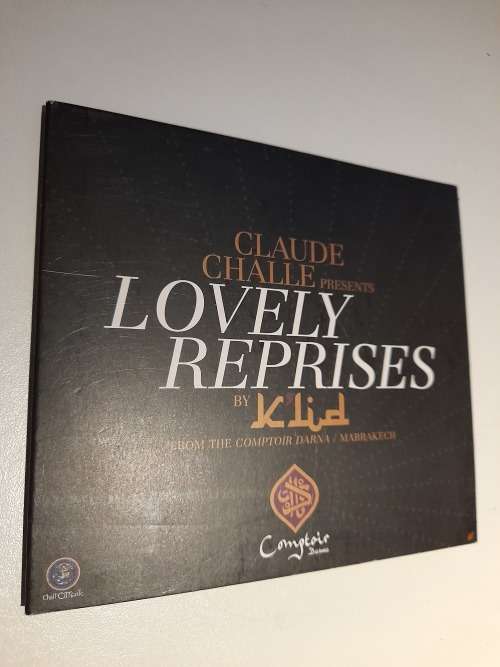 CLAUDE
CHALLE PRESENTS
LOVELY
REPRISES
BY K'lid
FROM THE COMPTOIR DARNA / MARRAKECH
Comptoir
Darna